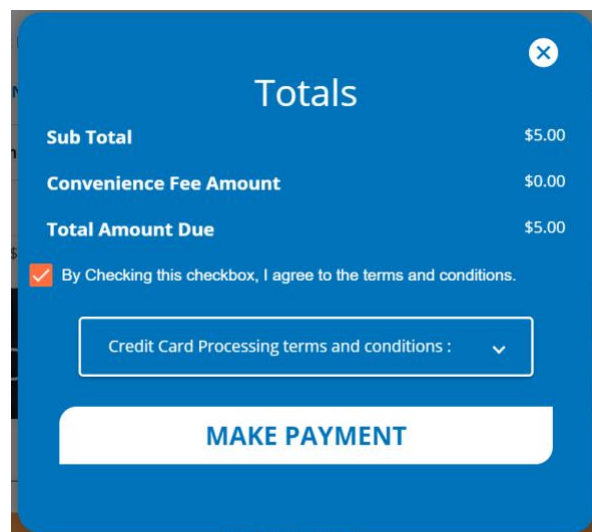 Totals
Sub Total $5.00
Convenience Fee Amount $0.00
Total Amount Due $5.00
By Checking this checkbox, I agree to the terms and conditions.
Credit Card Processing terms and conditions :
MAKE PAYMENT